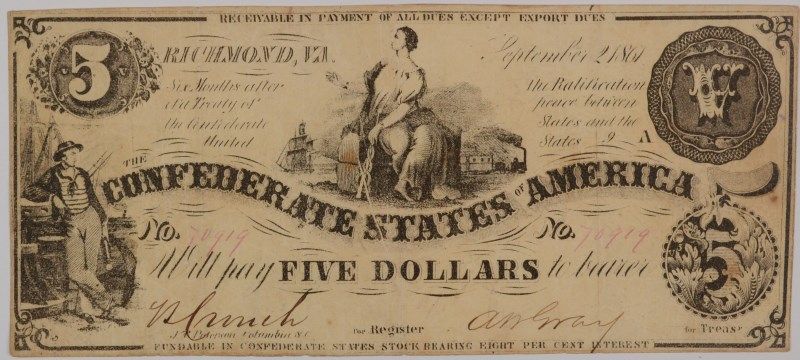 RECEIVABLE IN PAYMENT OF ALL DUES EXCEPT EXPORT DUES
5
RICHMOND, VA.
September 2 1861
V
Six Months after the Ratification
of a Treaty of peace between
the Confederate States and the
United States 9 A
THE
CONFEDERATE STATES OF AMERICA
No. 70919 No. 70919
Will pay FIVE DOLLARS to bearer
5
For Register for Treasr
FUNDABLE IN CONFEDERATE STATES STOCK BEARING EIGHT PER CENT INTEREST